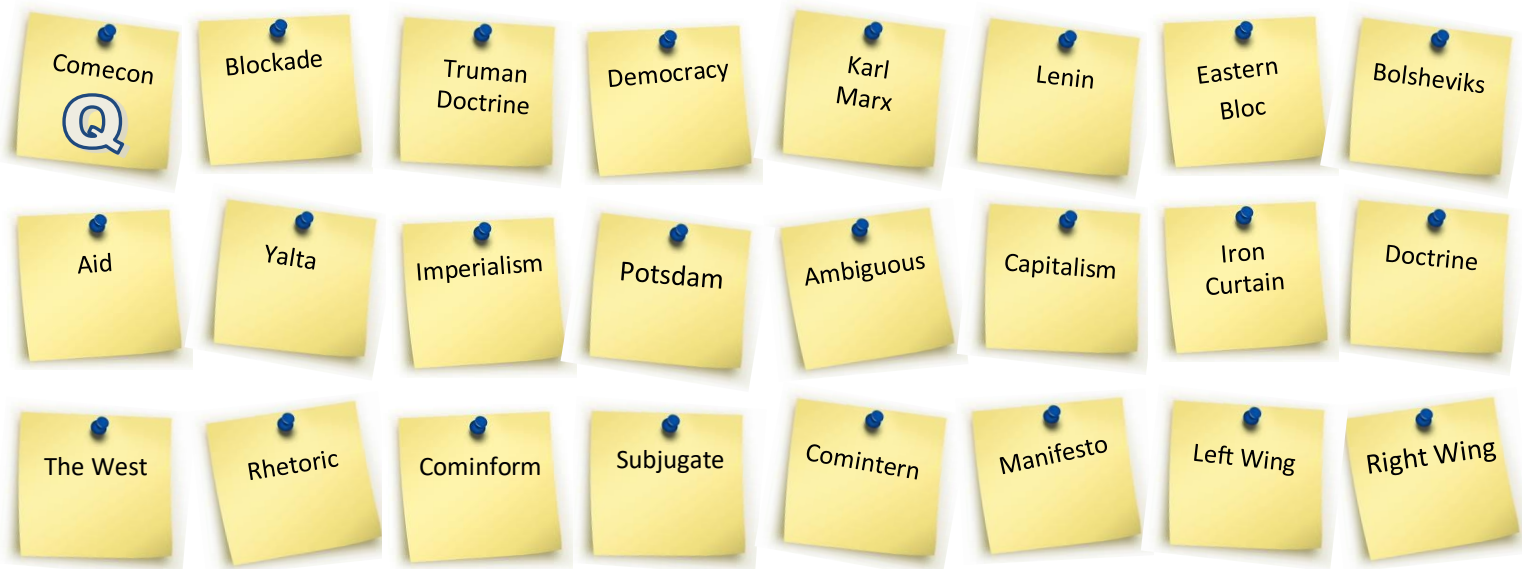 Comecon
Q
Blockade
Truman
Doctrine
Democracy
Karl
Marx
Lenin
Eastern
Bloc
Bolsheviks
Aid
Yalta
Imperialism
Potsdam
Ambiguous
Capitalism
Iron
Curtain
Doctrine
The West
Rhetoric
Cominform
Subjugate
Comintern
Manifesto
Left Wing
Right Wing